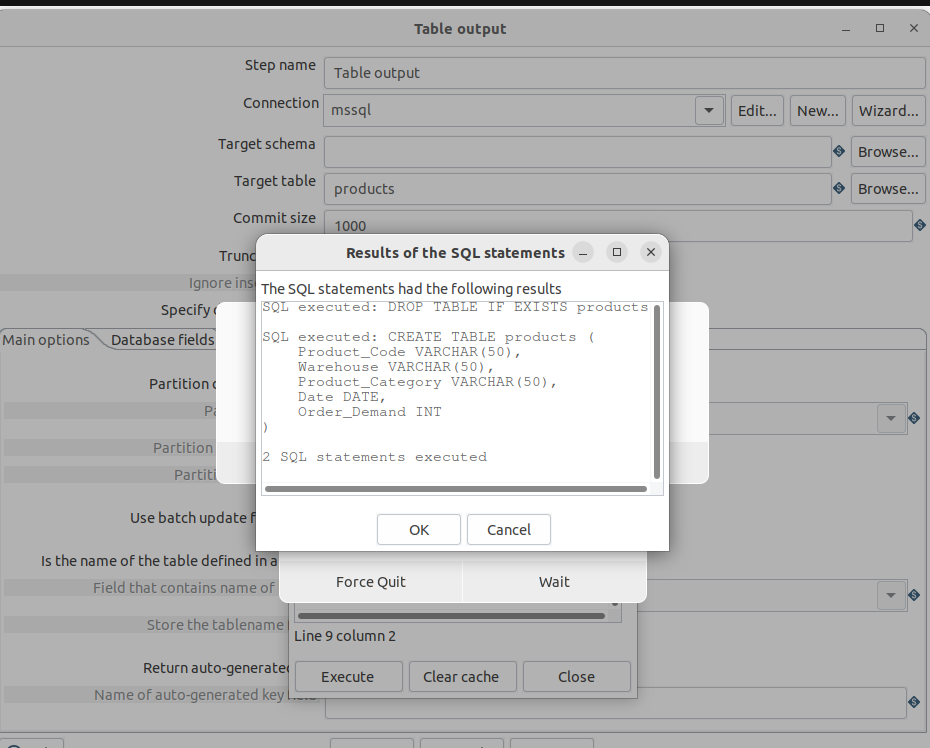 Table output
Step name
Table output
Connection
mssql
Edit...
New...
Wizard...
Target schema
Browse...
Target table
products
Browse...
Commit size
1000
Results of the SQL statements
The SQL statements had the following results
SQL executed: DROP TABLE IF EXISTS products
SQL executed: CREATE TABLE products (
Product_Code VARCHAR(50),
Warehouse VARCHAR(50),
Product_Category VARCHAR(50),
Date DATE,
Order_Demand INT
)
2 SQL statements executed
OK
Cancel
Ignore
Specify
Main options
Database fields
Partition
Partition
Use batch update
Is the name of the table defined in a
Field that contains name of
Force Quit
Wait
Store the tablename
Line 9 column 2
Return auto-generated
Execute
Clear cache
Close
Name of auto-generated key field